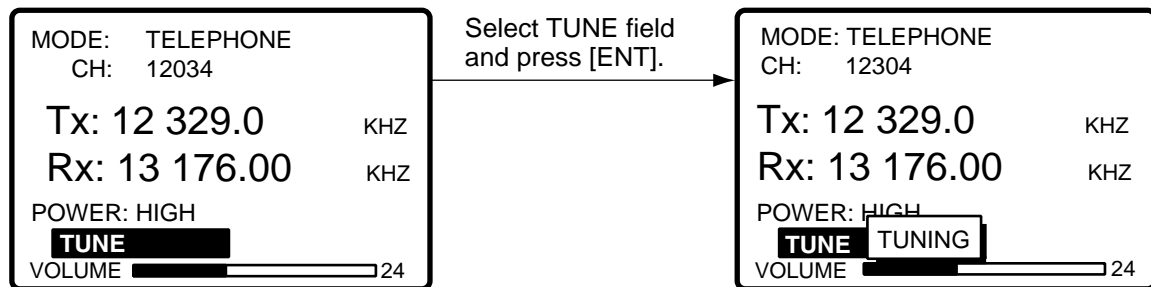 MODE: TELEPHONE
CH: 12034
Tx: 12 329.0 KHZ
Rx: 13 176.00 KHZ
POWER: HIGH
TUNE
VOLUME 24
Select TUNE field
and press [ENT].
MODE: TELEPHONE
CH: 12304
Tx: 12 329.0 KHZ
Rx: 13 176.00 KHZ
POWER: HIGH
TUNE TUNING
VOLUME 24